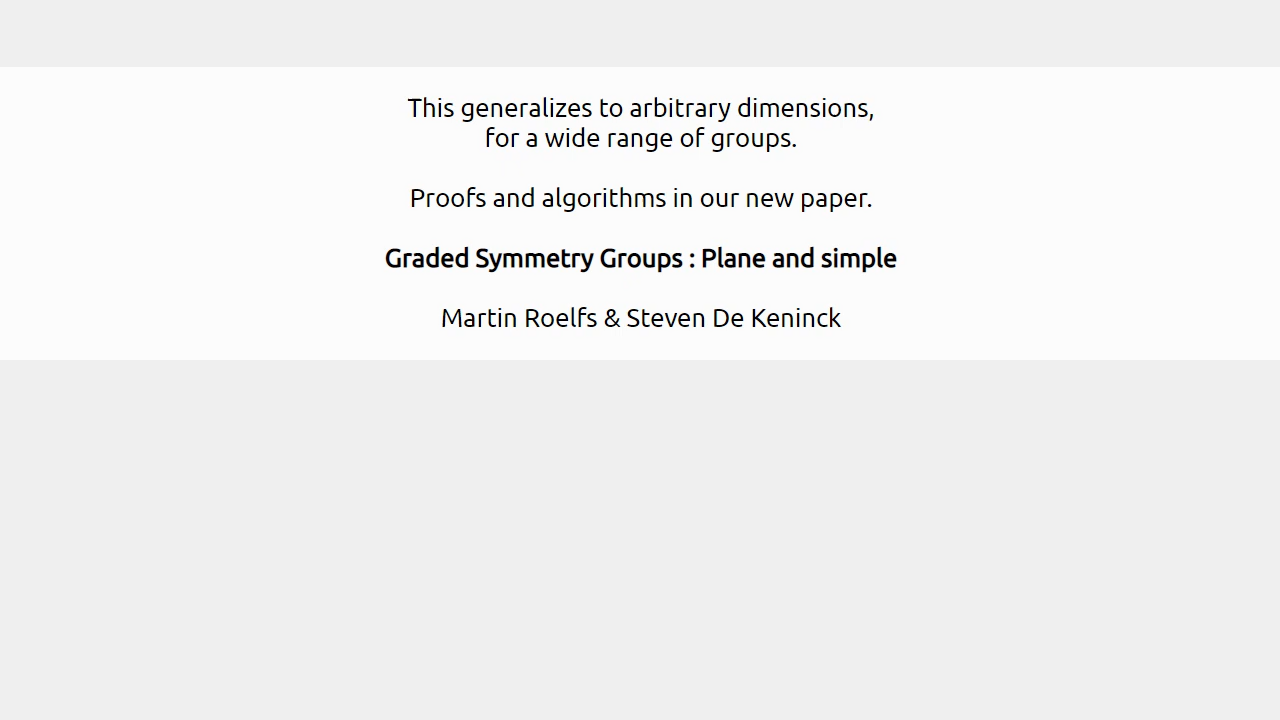 This generalizes to arbitrary dimensions,
for a wide range of groups.
Proofs and algorithms in our new paper.
Graded Symmetry Groups : Plane and simple
Martin Roelfs & Steven De Keninck